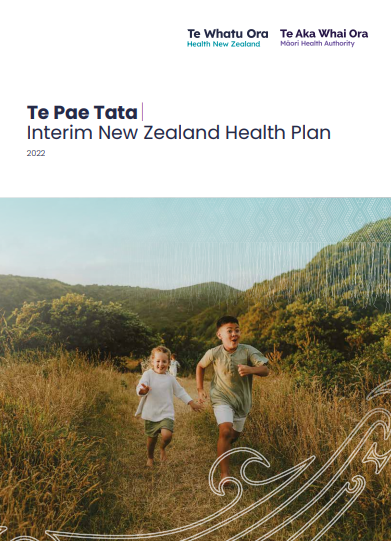 Te Whatu Ora
Health New Zealand
Te Aka Whai Ora
Māori Health Authority
Te Pae Tata
Interim New Zealand Health Plan
2022